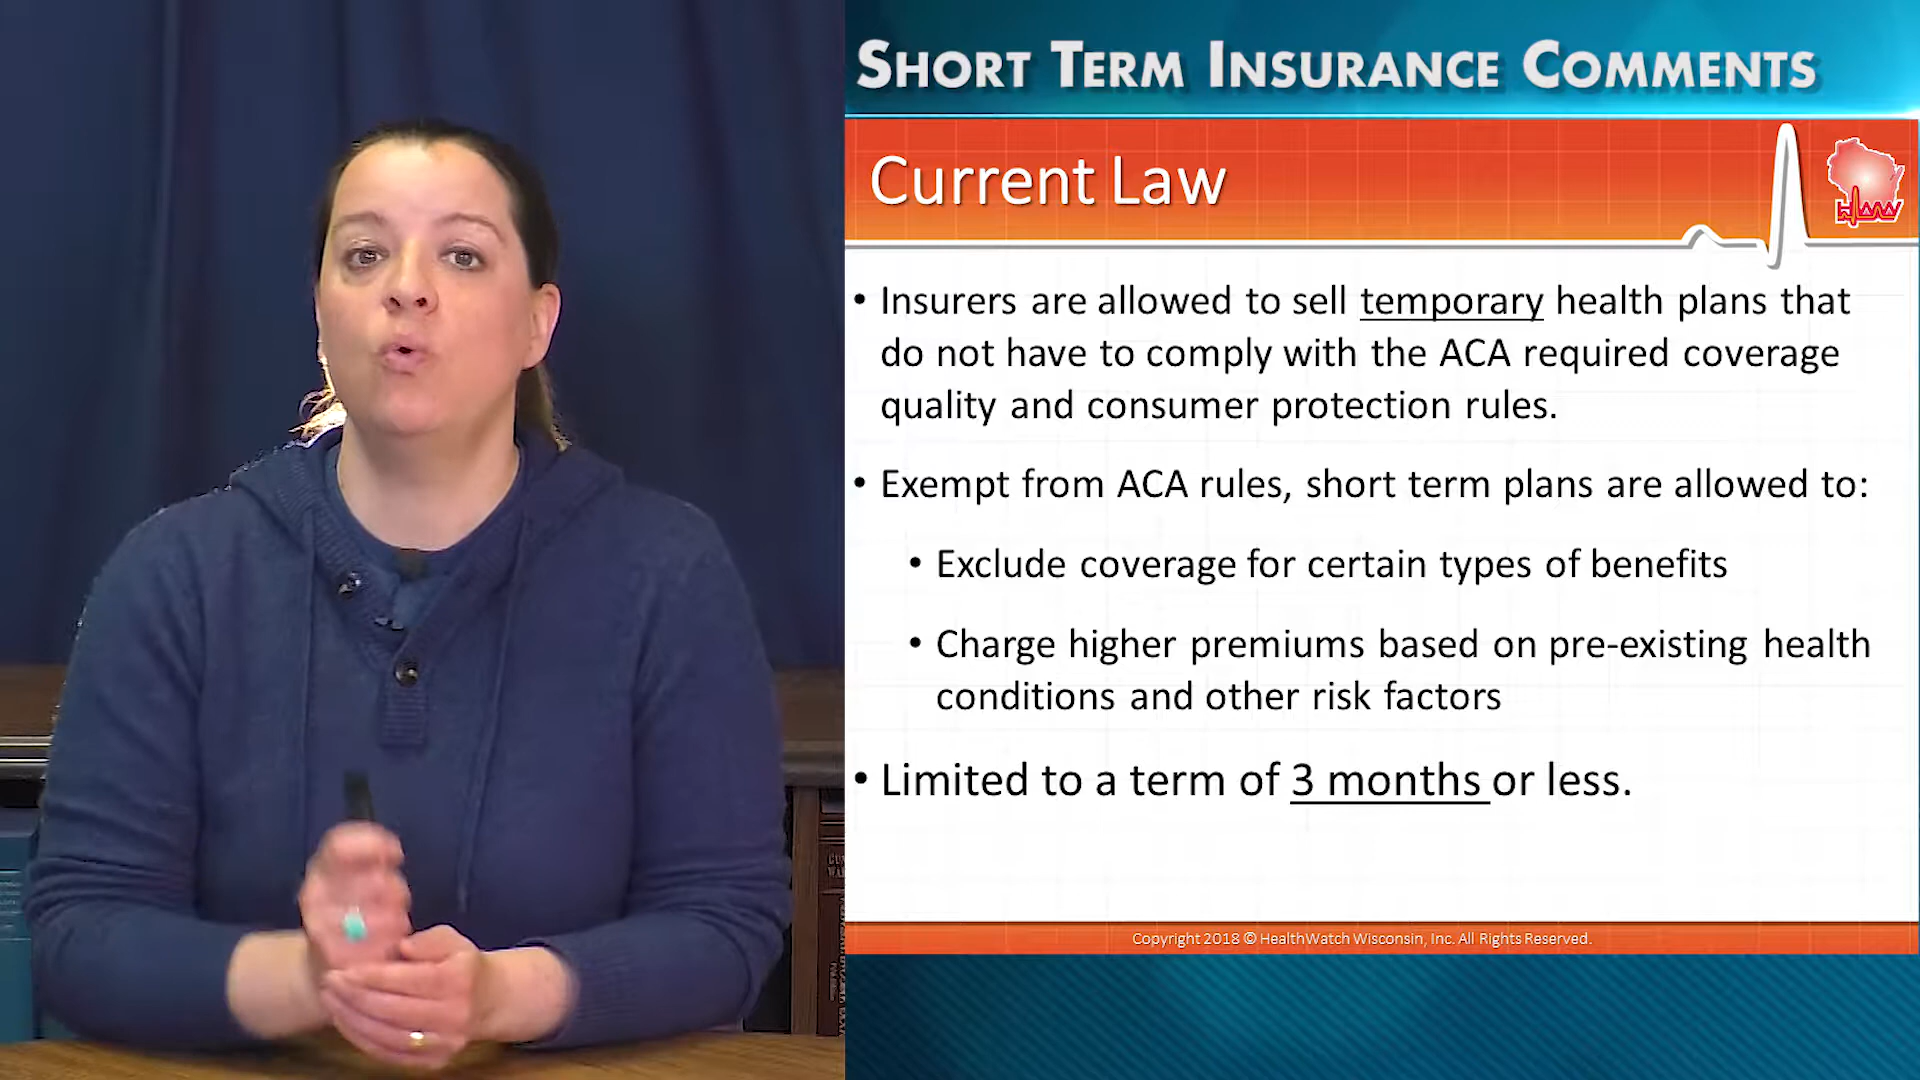 SHORT TERM INSURANCE COMMENTS
Current Law
• Insurers are allowed to sell temporary health plans that
do not have to comply with the ACA required coverage
quality and consumer protection rules.
• Exempt from ACA rules, short term plans are allowed to:
• Exclude coverage for certain types of benefits
• Charge higher premiums based on pre-existing health
conditions and other risk factors
• Limited to a term of 3 months or less.
Copyright 2018 © HealthWatch Wisconsin, Inc. All Rights Reserved.